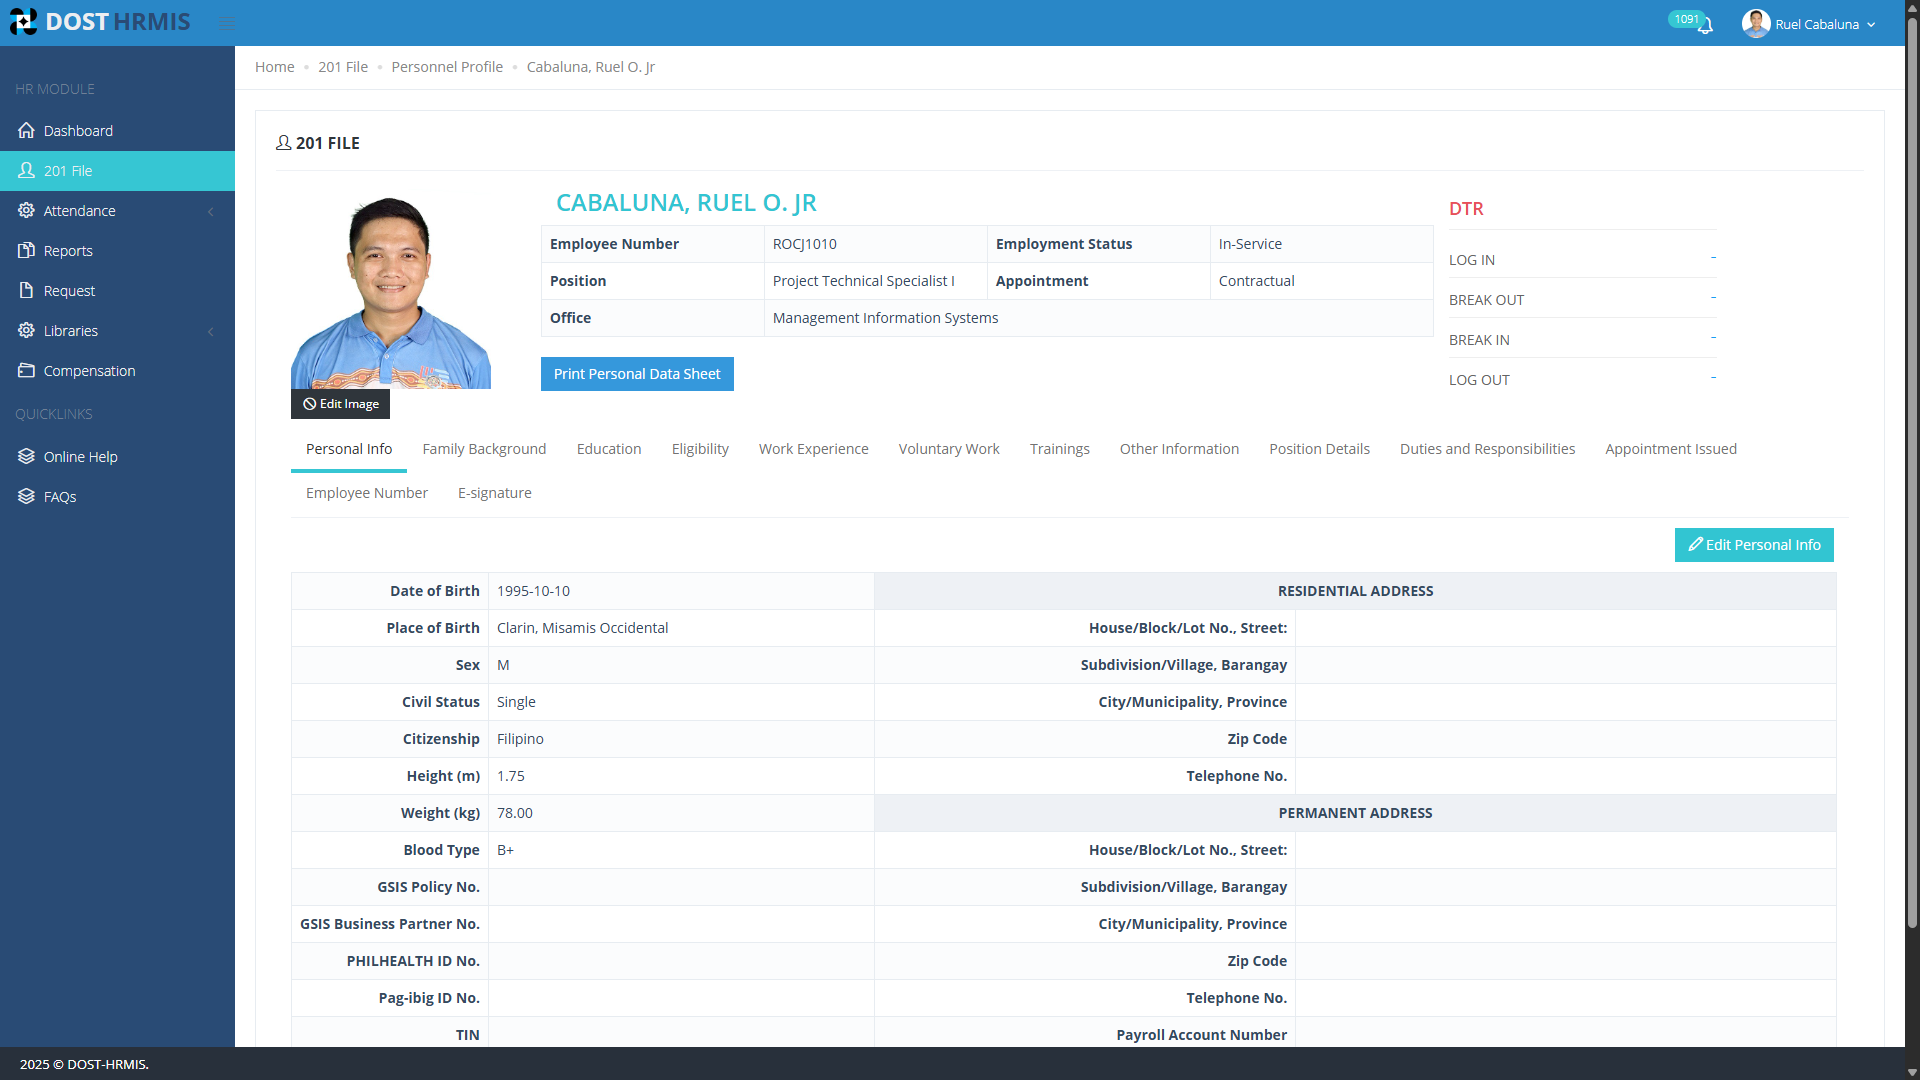 DOST HRMIS
1091
Ruel Cabaluna
HR MODULE
Dashboard
201 File
Attendance
Reports
Request
Libraries
Compensation
QUICKLINKS
Online Help
FAQs
Home 201 File Personnel Profile Cabaluna, Ruel O. Jr
201 FILE
Edit Image
CABALUNA, RUEL O. JR
Employee Number ROCJ1010 Employment Status In-Service
Position Project Technical Specialist I Appointment Contractual
Office Management Information Systems
Print Personal Data Sheet
DTR
LOG IN -
BREAK OUT -
BREAK IN -
LOG OUT -
Personal Info Family Background Education Eligibility Work Experience Voluntary Work Trainings Other Information Position Details Duties and Responsibilities Appointment Issued
Employee Number E-signature
Edit Personal Info
Date of Birth 1995-10-10 RESIDENTIAL ADDRESS
Place of Birth Clarin, Misamis Occidental House/Block/Lot No., Street:
Sex M Subdivision/Village, Barangay
Civil Status Single City/Municipality, Province
Citizenship Filipino Zip Code
Height (m) 1.75 Telephone No.
Weight (kg) 78.00 PERMANENT ADDRESS
Blood Type B+ House/Block/Lot No., Street:
GSIS Policy No. Subdivision/Village, Barangay
GSIS Business Partner No. City/Municipality, Province
PHILHEALTH ID No. Zip Code
Pag-ibig ID No. Telephone No.
TIN Payroll Account Number
2025 © DOST-HRMIS.